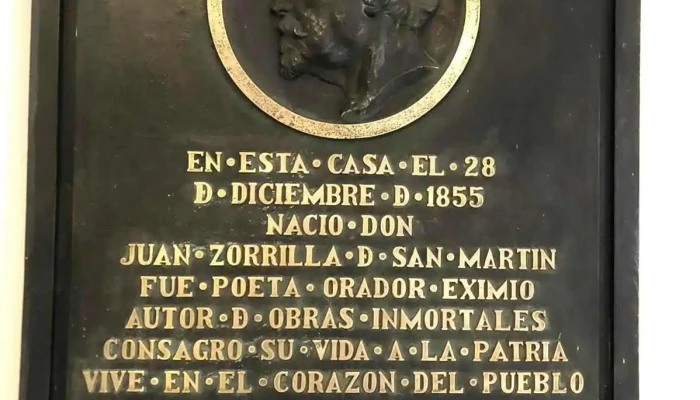 EN•ESTA•CASA•EL•28
D•DICIEMBRE•D•1855
NACIO•DON
JUAN•ZORRILLA•D•SAN•MARTIN
FUE•POETA•ORADOR•EXIMIO
AUTOR•D•OBRAS•INMORTALES
CONSAGRO•SU•VIDA•A•LA•PATRIA
VIVE•EN•EL•CORAZON•DEL•PUEBLO